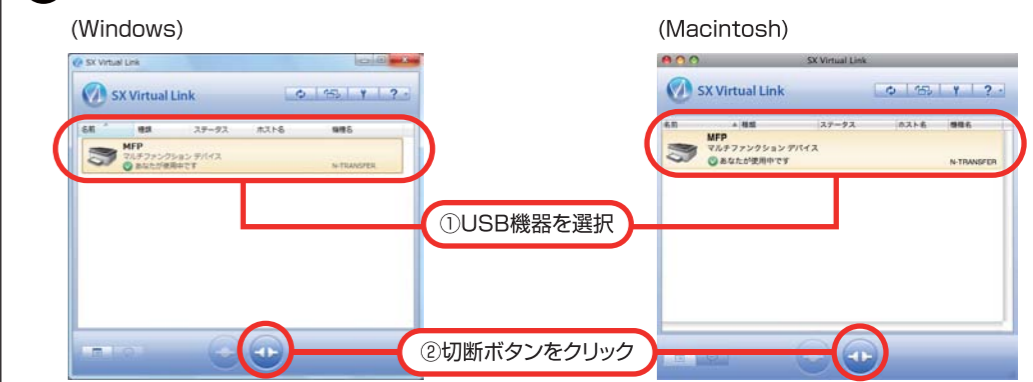 (Windows)
(Macintosh)
SX Virtual Link
SX Virtual Link
名前 種類 ステータス ホスト名 機種名
MFP
マルチファンクション デバイス
あなたが使用中です
N-TRANSFER
SX Virtual Link
SX Virtual Link
名前 種類 ステータス ホスト名 機種名
MFP
マルチファンクション デバイス
あなたが使用中です
N-TRANSFER
①USB機器を選択
②切断ボタンをクリック